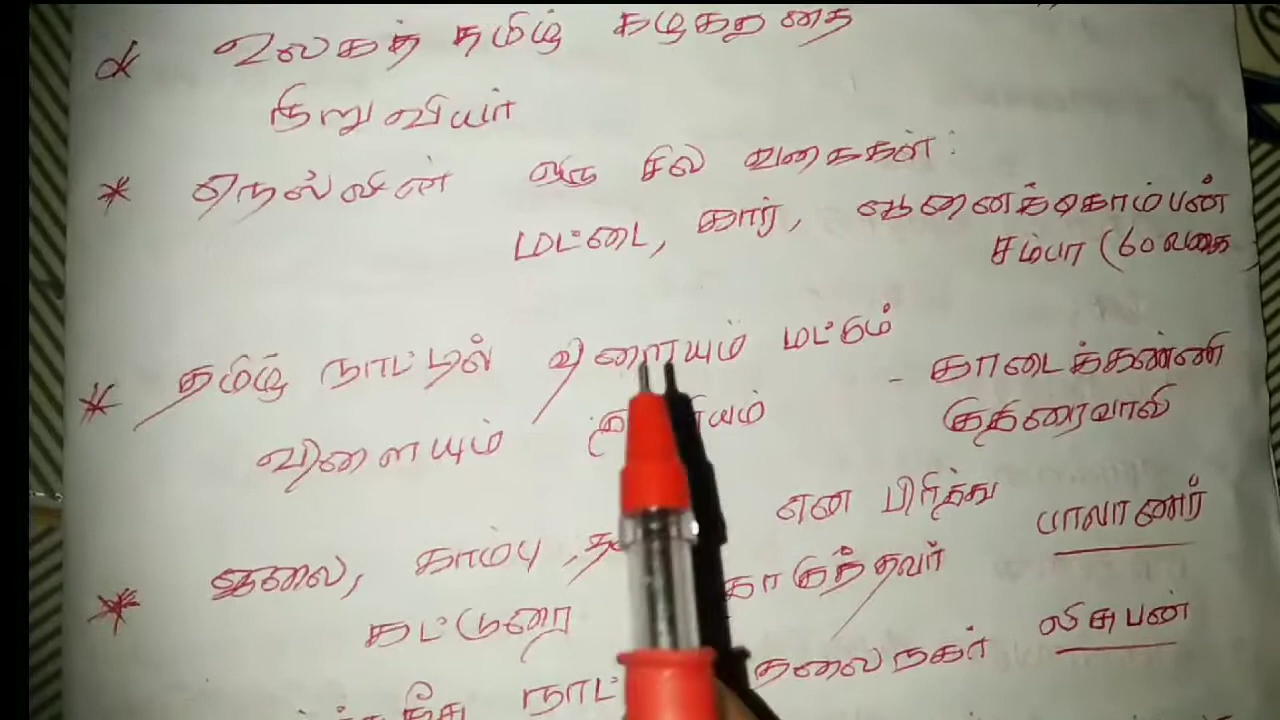 உலகத் தமிழ் கழகத்தை
நிறுவியர்
* நெல்லின் ஒரு சில வகைகள் :
மட்டை, கார், ஆனைக்கொம்பன்
சம்பா (60 வகை
* தமிழ் நாட்டில் விளையும் மட்டும்
விளையும் - காடைக்கண்ணி
குதிரைவாலி
* இலை, காம்பு, என பிரித்து பாவாணர்
கட்டுரை தலைநகர் லிசுபன்
நாட்